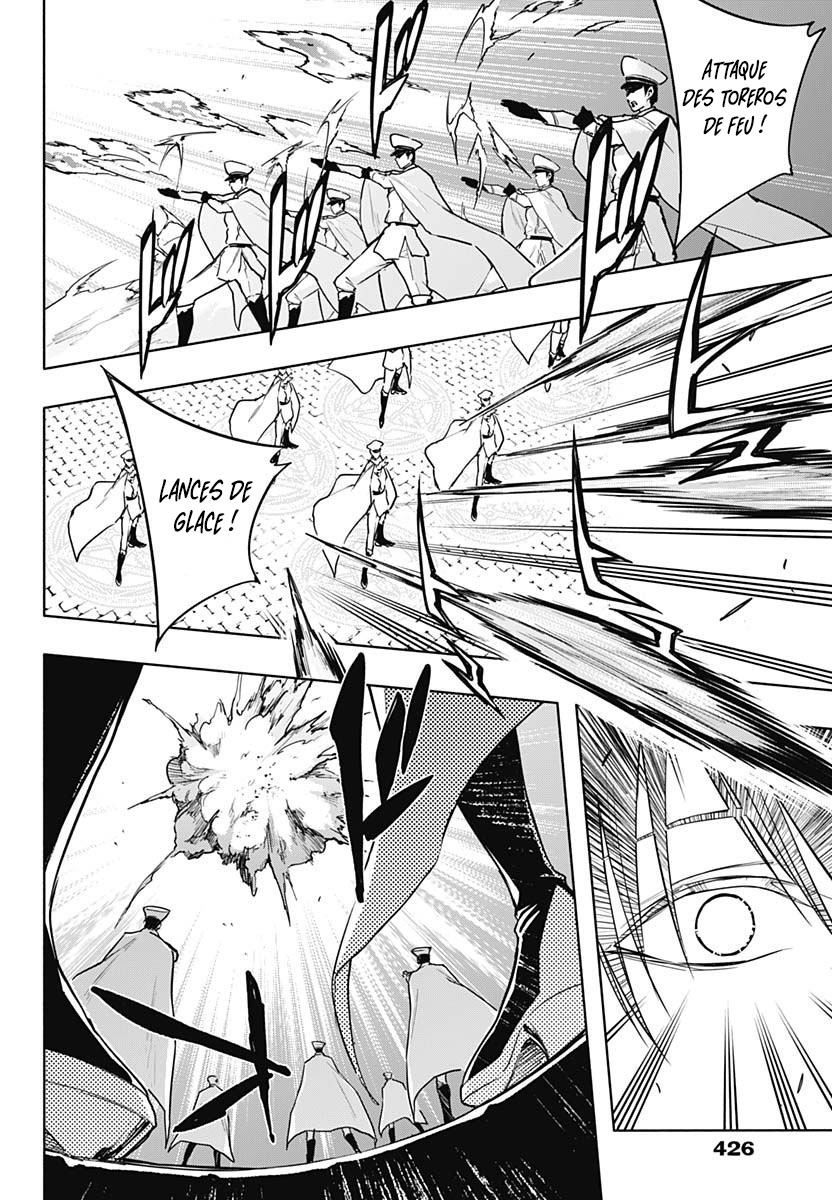 ATTAQUE
DES TOREROS
DE FEU !
LANCES DE
GLACE !
426